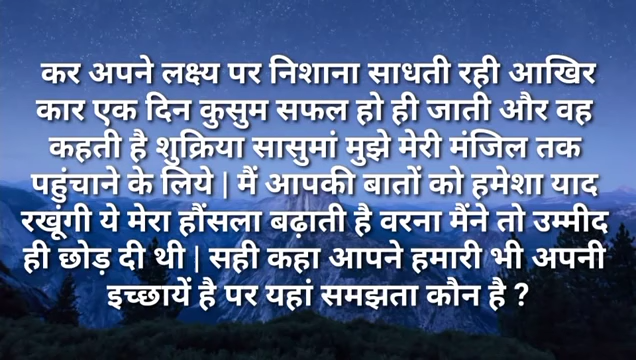 कर अपने लक्ष्य पर निशाना साधती रही आखिर
कार एक दिन कुसुम सफल हो ही जाती और वह
कहती है शुक्रिया सासुमां मुझे मेरी मंजिल तक
पहुंचाने के लिये | मैं आपकी बातों को हमेशा याद
रखूंगी ये मेरा हौंसला बढ़ाती है वरना मैंने तो उम्मीद
ही छोड़ दी थी | सही कहा आपने हमारी भी अपनी
इच्छायें है पर यहां समझता कौन है ?